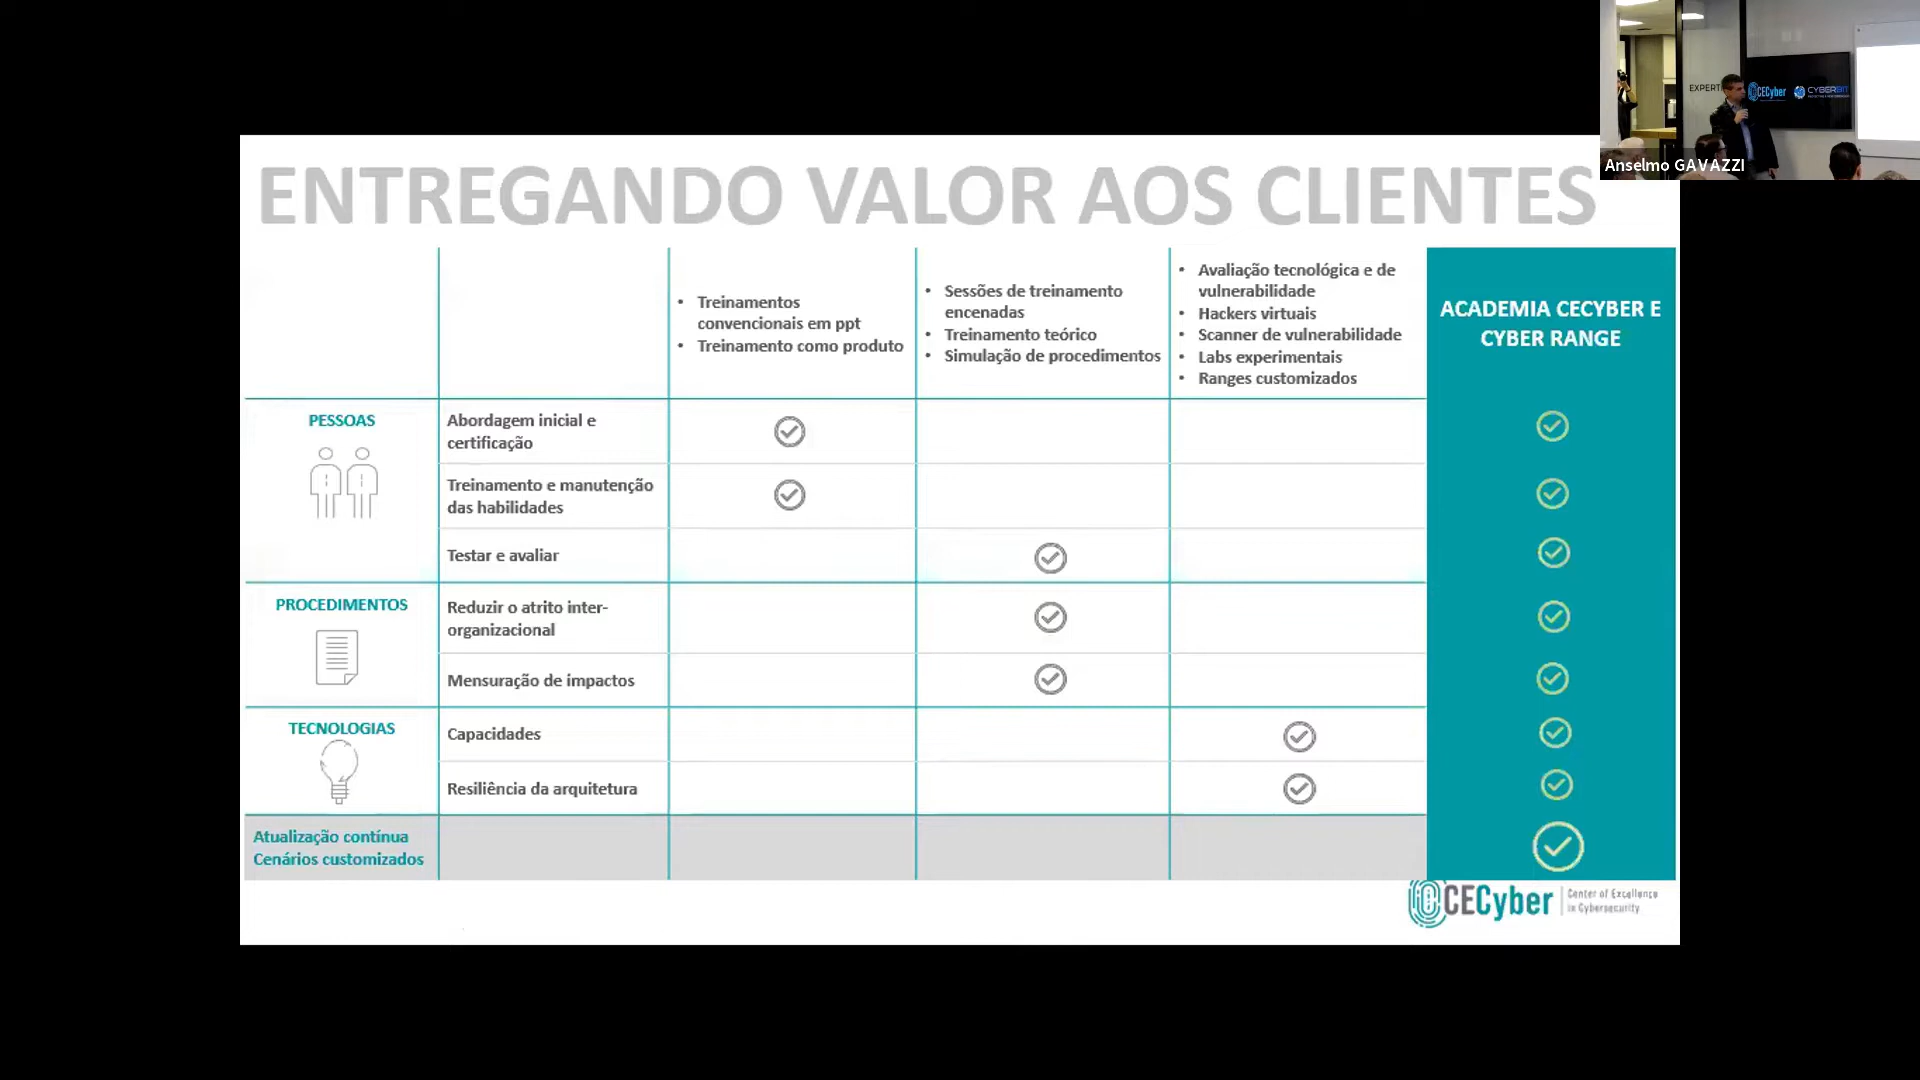 EXPERT
CECyber
CYBERBIT
Anselmo GAVAZZI
ENTREGANDO VALOR AOS CLIENTES
• Treinamentos
convencionais em ppt
• Treinamento como produto
• Sessões de treinamento
encenadas
• Treinamento teórico
• Simulação de procedimentos
• Avaliação tecnológica e de
vulnerabilidade
• Hackers virtuais
• Scanner de vulnerabilidade
• Labs experimentais
• Ranges customizados
ACADEMIA CECYBER E
CYBER RANGE
PESSOAS
Abordagem inicial e
certificação
Treinamento e manutenção
das habilidades
Testar e avaliar
PROCEDIMENTOS
Reduzir o atrito inter-
organizacional
Mensuração de impactos
TECNOLOGIAS
Capacidades
Resiliência da arquitetura
Atualização contínua
Cenários customizados
CECyber
Center of Excellence
in Cybersecurity